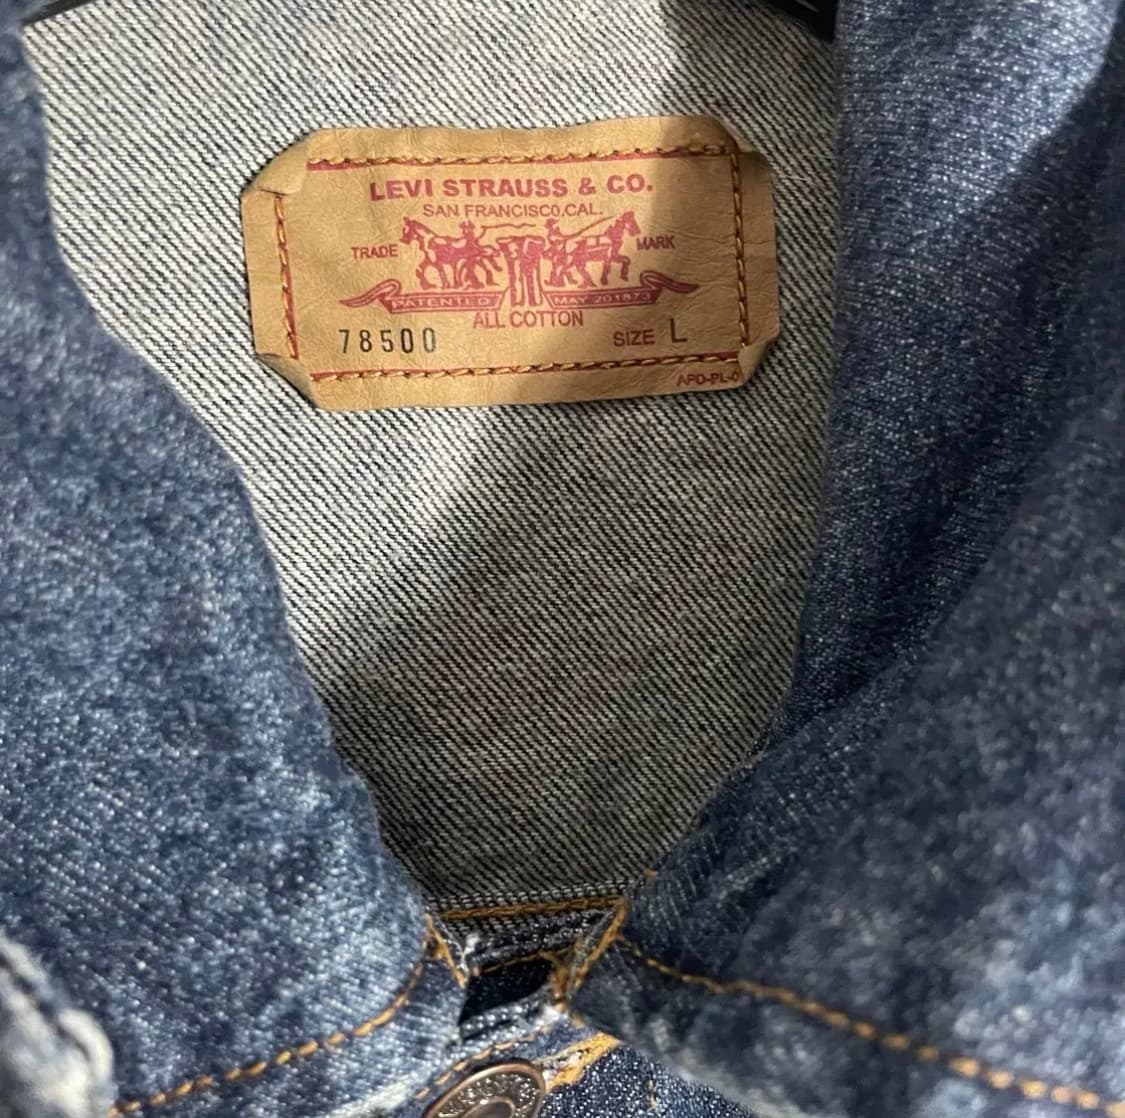 LEVI STRAUSS & CO.
SAN FRANCISCO,CAL.
TRADE MARK
PATENTED MAY 20 1873
ALL COTTON
78500 SIZE L